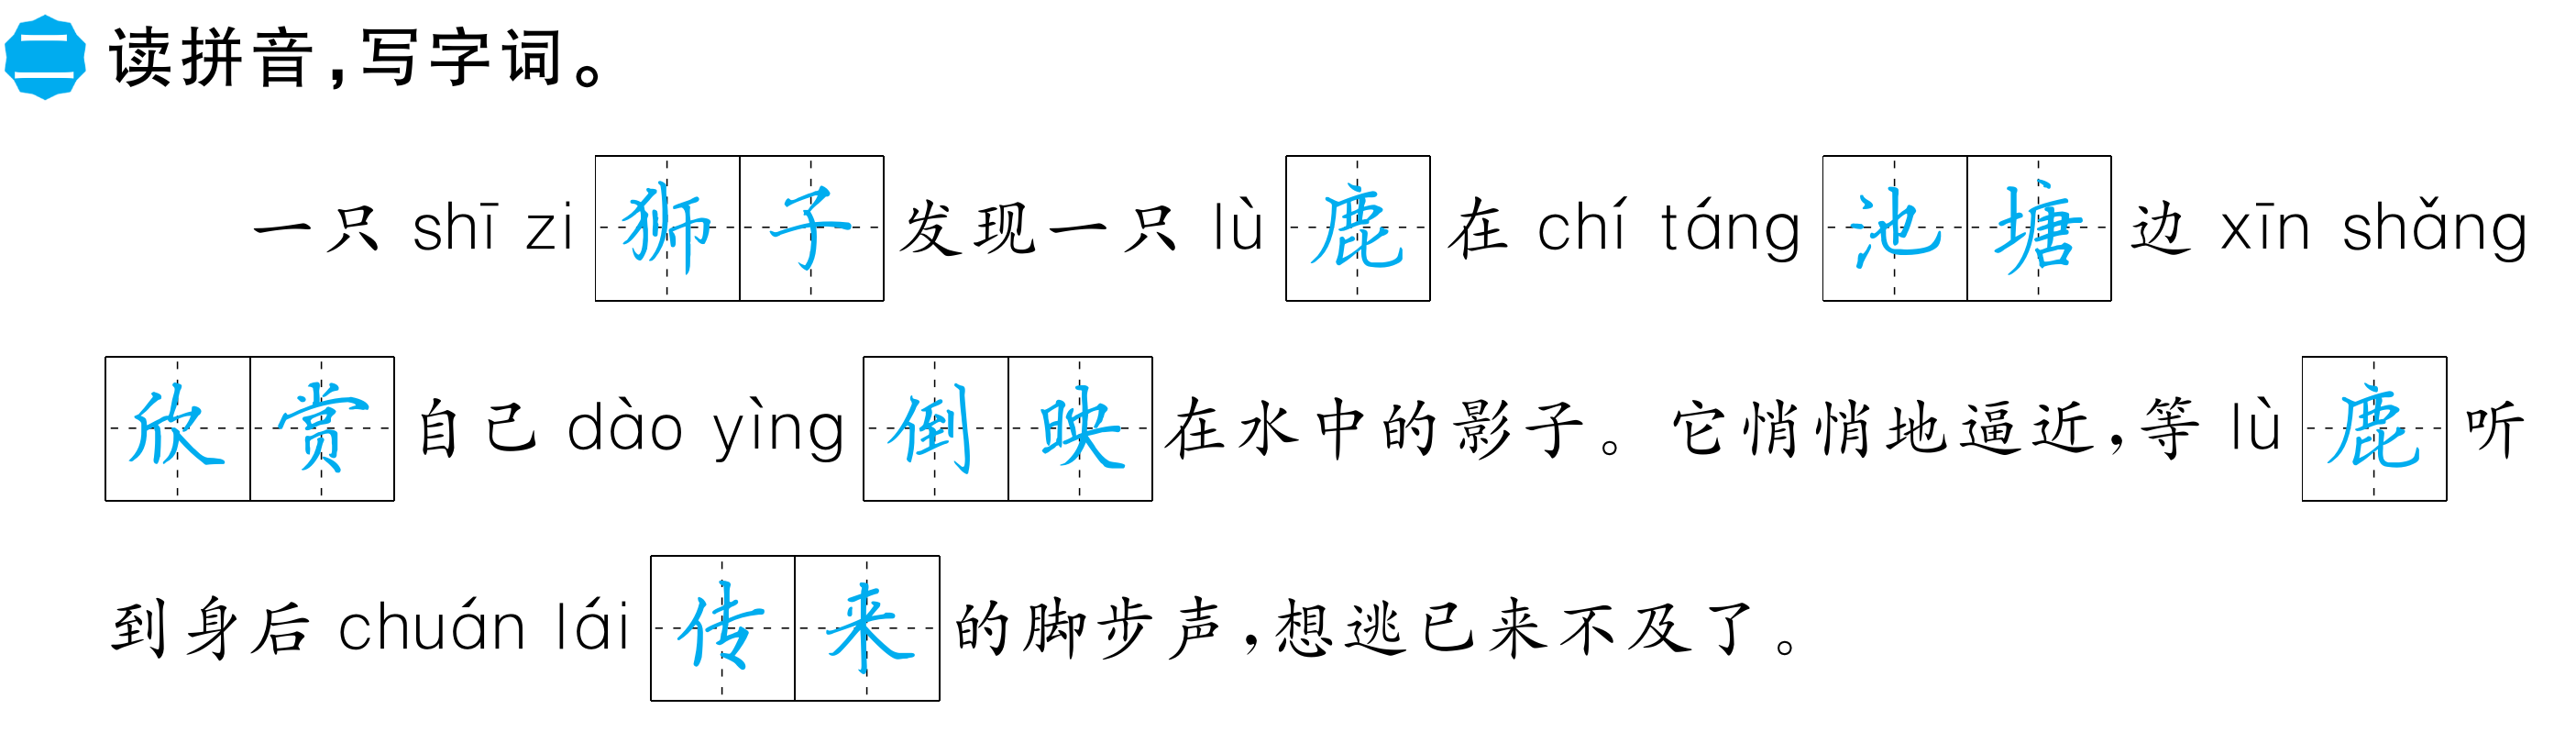 二 读拼音,写字词。
一只 shī zi 狮子 发现一只 lù 鹿 在 chí táng 池塘 边 xīn shǎng
欣赏 自己 dào yìng 倒映 在水中的影子。它悄悄地逼近,等 lù 鹿 听
到身后 chuán lái 传来 的脚步声,想逃已来不及了。